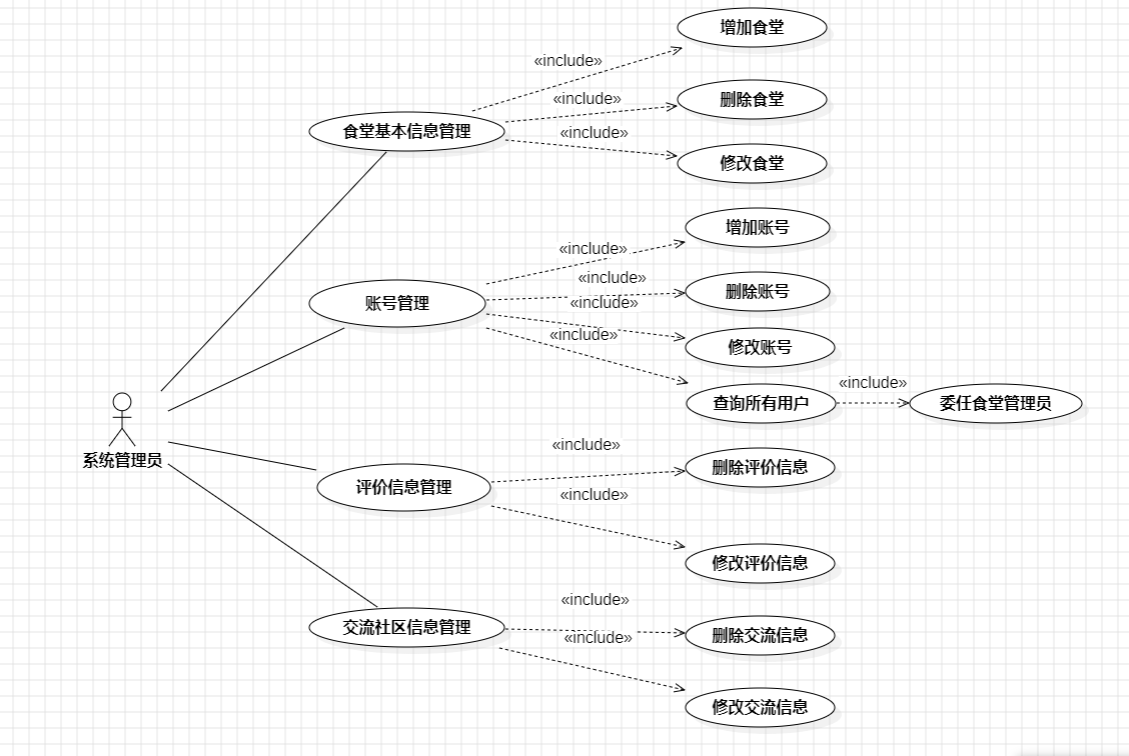 增加食堂
«include»
«include»
删除食堂
食堂基本信息管理
«include»
修改食堂
增加账号
«include»
«include»
删除账号
账号管理
«include»
«include»
修改账号
«include»
查询所有用户
委任食堂管理员
系统管理员
«include»
删除评价信息
评价信息管理
«include»
修改评价信息
«include»
交流社区信息管理
«include»
删除交流信息
修改交流信息